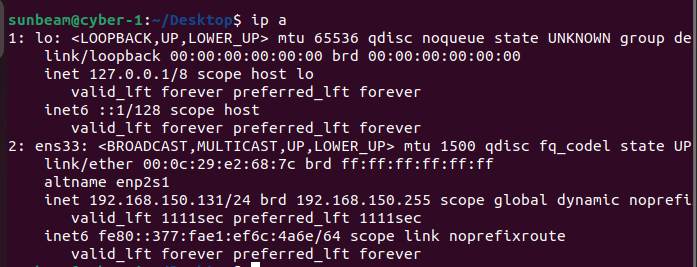 sunbeam@cyber-1:~/Desktop$ ip a
1: lo: <LOOPBACK,UP,LOWER_UP> mtu 65536 qdisc noqueue state UNKNOWN group de
    link/loopback 00:00:00:00:00:00 brd 00:00:00:00:00:00
    inet 127.0.0.1/8 scope host lo
       valid_lft forever preferred_lft forever
    inet6 ::1/128 scope host
       valid_lft forever preferred_lft forever
2: ens33: <BROADCAST,MULTICAST,UP,LOWER_UP> mtu 1500 qdisc fq_codel state UP
    link/ether 00:0c:29:e2:68:7c brd ff:ff:ff:ff:ff:ff
    altname enp2s1
    inet 192.168.150.131/24 brd 192.168.150.255 scope global dynamic noprefi
       valid_lft 1111sec preferred_lft 1111sec
    inet6 fe80::377:fae1:ef6c:4a6e/64 scope link noprefixroute
       valid_lft forever preferred_lft forever